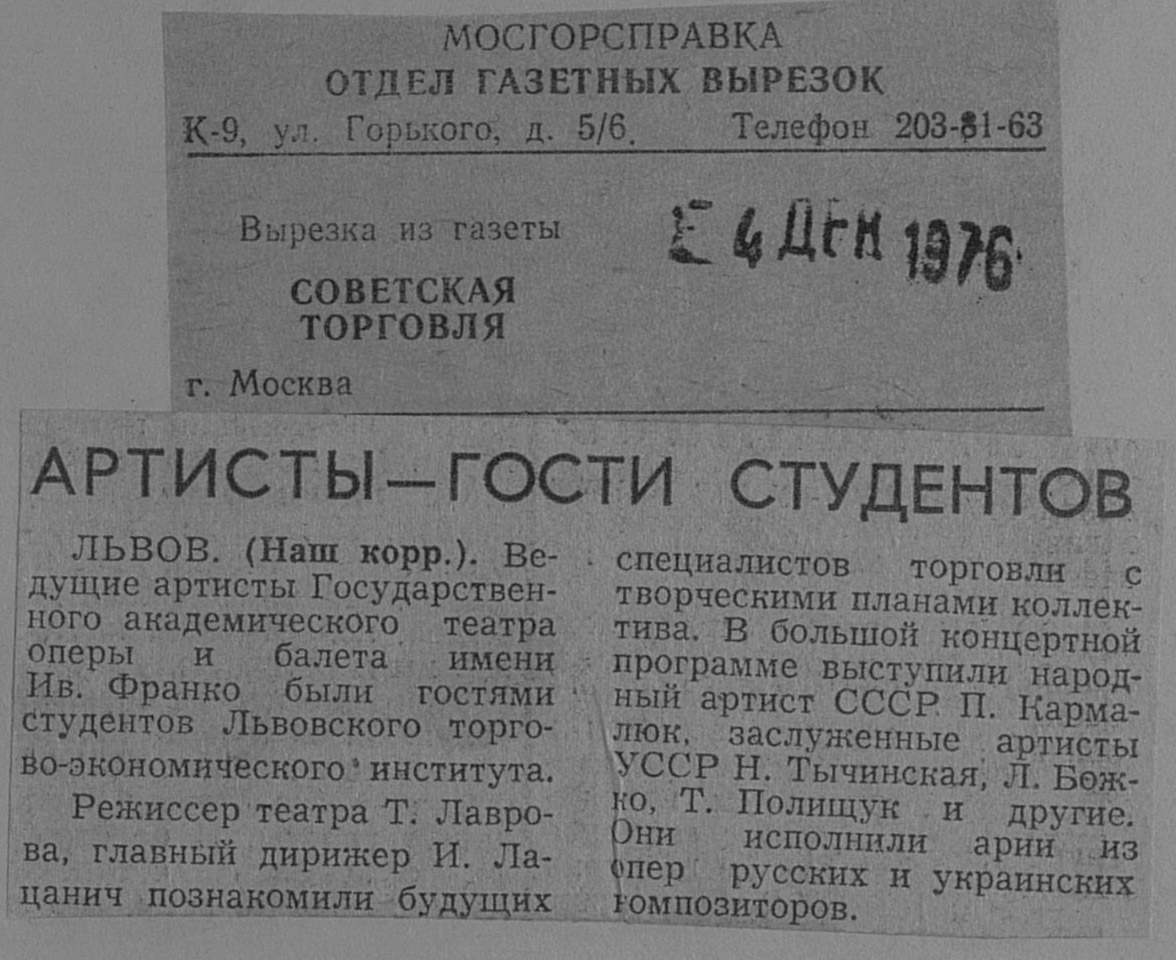 МОСГОРСПРАВКА
ОТДЕЛ ГАЗЕТНЫХ ВЫРЕЗОК
К-9, ул. Горького, д. 5/6. Телефон 203-81-63
Вырезка из газеты
СОВЕТСКАЯ
ТОРГОВЛЯ
г. Москва
4 ДЕК 1976
АРТИСТЫ — ГОСТИ СТУДЕНТОВ
ЛЬВОВ. (Наш корр.). Ве-
дущие артисты Государствен-
ного академического театра
оперы и балета имени
Ив. Франко были гостями
студентов Львовского торго-
во-экономического института.
Режиссер театра Т. Лавро-
ва, главный дирижер И. Ла-
цанич познакомили будущих
специалистов торговли с
творческими планами коллек-
тива. В большой концертной
программе выступили народ-
ный артист СССР П. Карма-
люк, заслуженные артисты
УССР Н. Тычинская, Л. Бож-
ко, Т. Полищук и другие.
Они исполнили арии из
опер русских и украинских
композиторов.